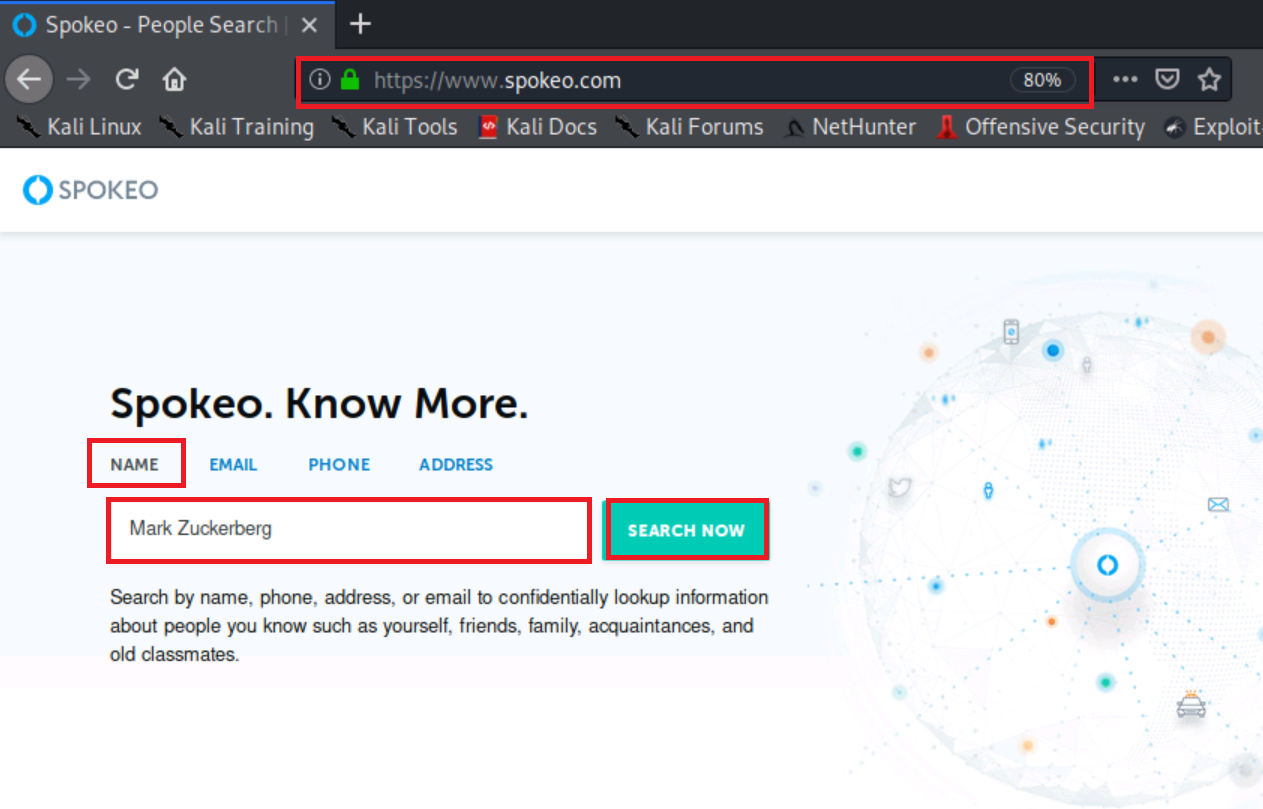 Spokeo - People Search |
https://www.spokeo.com 80%
Kali Linux Kali Training Kali Tools Kali Docs Kali Forums NetHunter Offensive Security Exploit-
SPOKEO
Spokeo. Know More.
NAME EMAIL PHONE ADDRESS
Mark Zuckerberg SEARCH NOW
Search by name, phone, address, or email to confidentially lookup information
about people you know such as yourself, friends, family, acquaintances, and
old classmates.